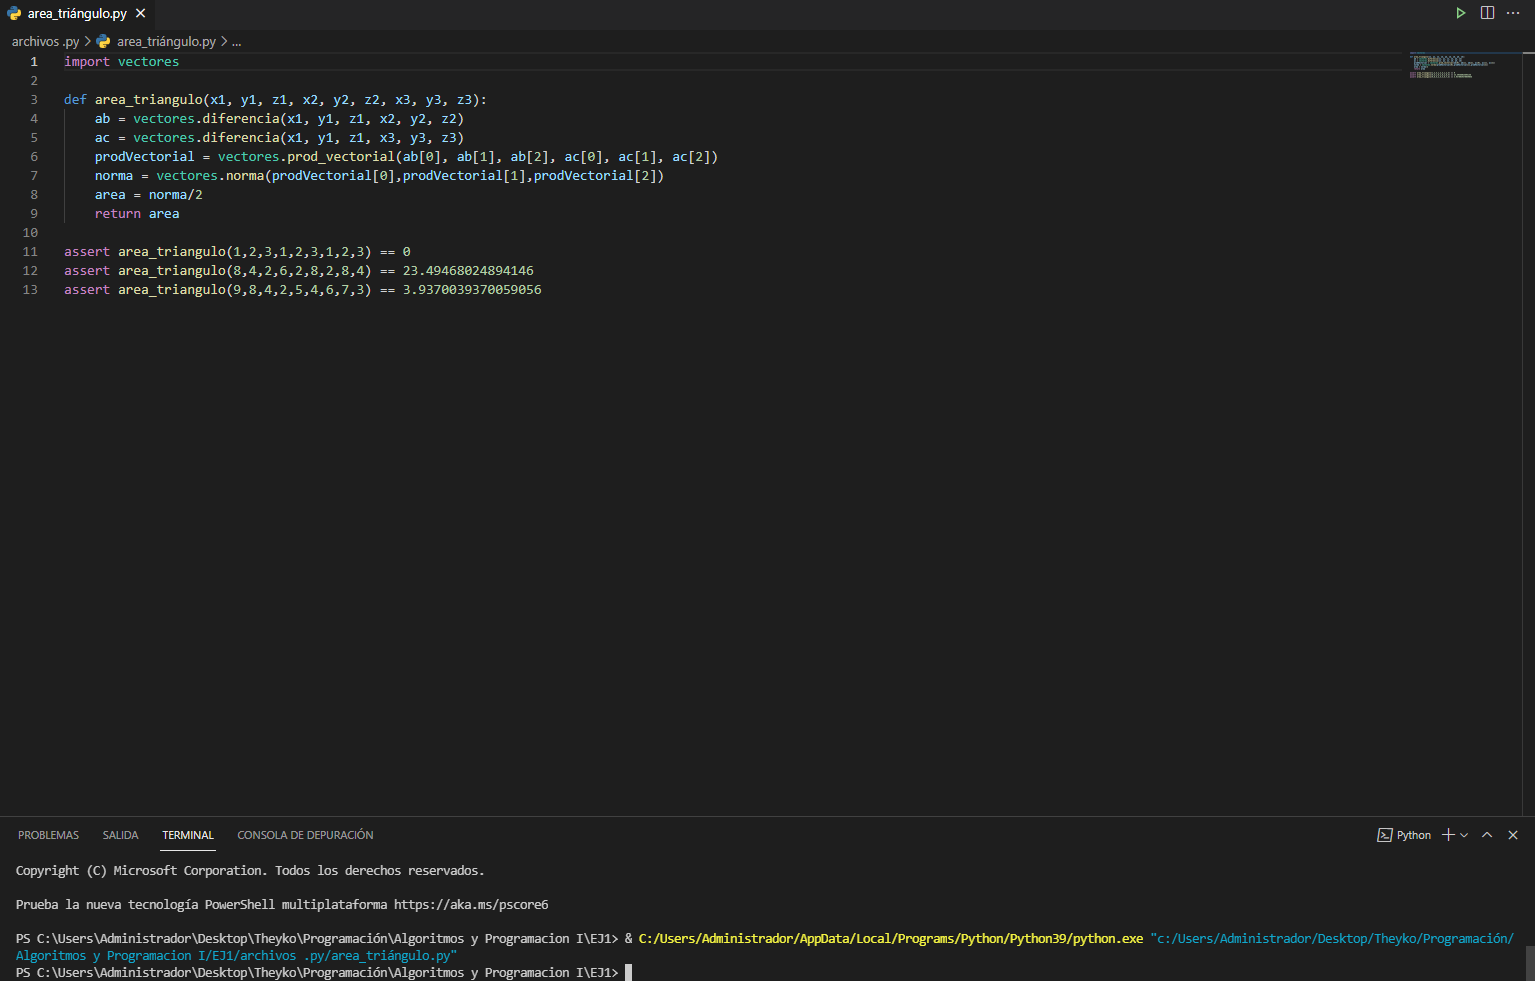 area_triángulo.py
archivos .py > area_triángulo.py > ...
1 import vectores
2
3 def area_triangulo(x1, y1, z1, x2, y2, z2, x3, y3, z3):
4     ab = vectores.diferencia(x1, y1, z1, x2, y2, z2)
5     ac = vectores.diferencia(x1, y1, z1, x3, y3, z3)
6     prodVectorial = vectores.prod_vectorial(ab[0], ab[1], ab[2], ac[0], ac[1], ac[2])
7     norma = vectores.norma(prodVectorial[0],prodVectorial[1],prodVectorial[2])
8     area = norma/2
9     return area
10
11 assert area_triangulo(1,2,3,1,2,3,1,2,3) == 0
12 assert area_triangulo(8,4,2,6,2,8,2,8,4) == 23.49468024894146
13 assert area_triangulo(9,8,4,2,5,4,6,7,3) == 3.9370039370059056
PROBLEMAS SALIDA TERMINAL CONSOLA DE DEPURACIÓN Python
Copyright (C) Microsoft Corporation. Todos los derechos reservados.
Prueba la nueva tecnología PowerShell multiplataforma https://aka.ms/pscore6
PS C:\Users\Administrador\Desktop\Theyko\Programación\Algoritmos y Programacion I\EJ1> & C:/Users/Administrador/AppData/Local/Programs/Python/Python39/python.exe "c:/Users/Administrador/Desktop/Theyko/Programación/
Algoritmos y Programacion I/EJ1/archivos .py/area_triángulo.py"
PS C:\Users\Administrador\Desktop\Theyko\Programación\Algoritmos y Programacion I\EJ1>